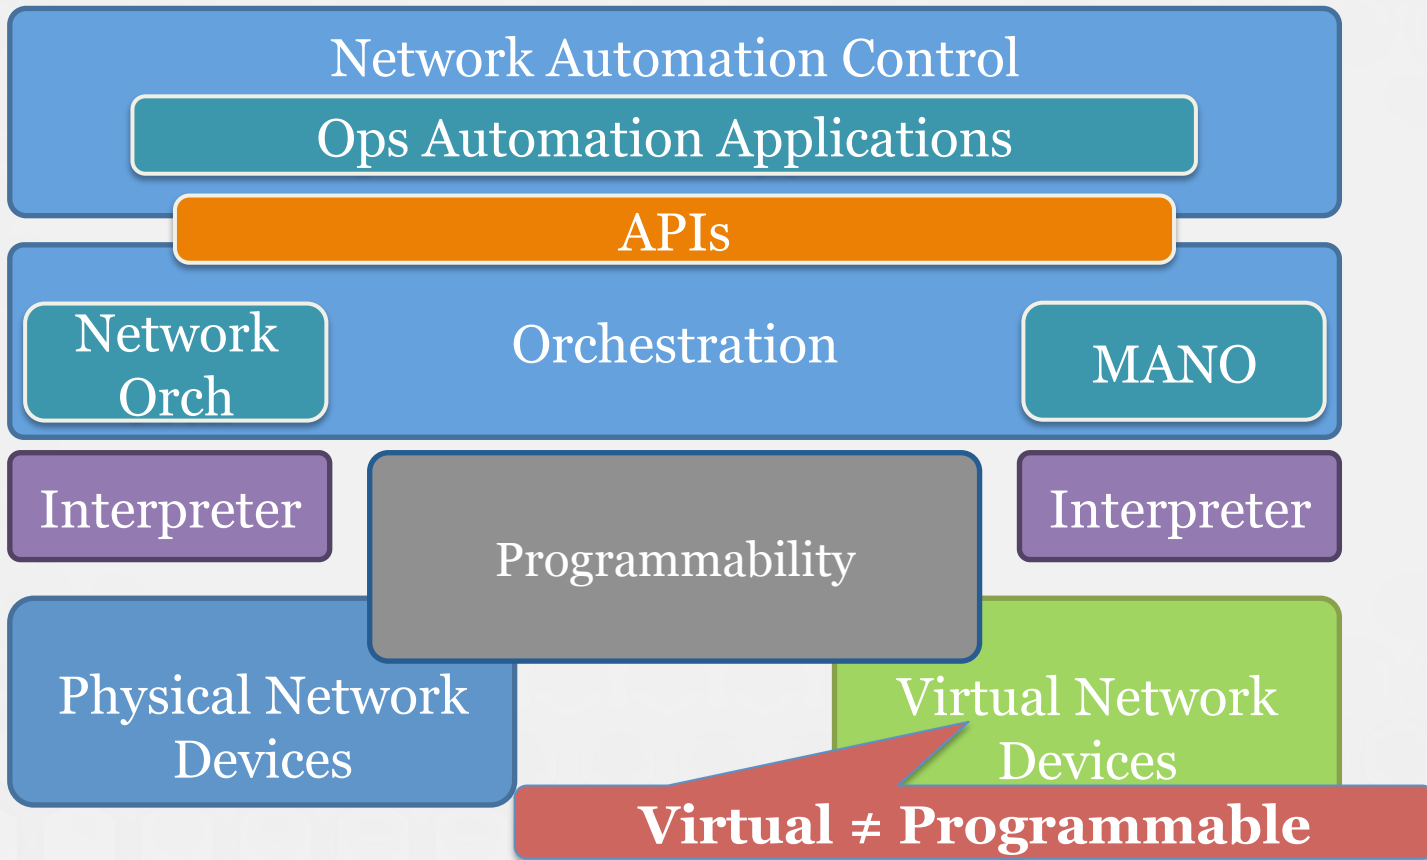 Network Automation Control
Ops Automation Applications
APIs
Network
Orch
Orchestration
MANO
Interpreter
Programmability
Interpreter
Physical Network
Devices
Virtual Network
Devices
Virtual ≠ Programmable